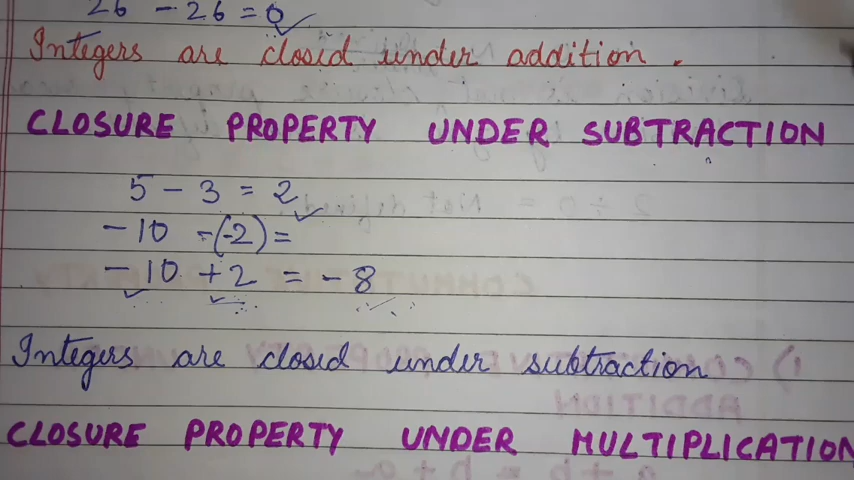 26 - 26 = 0
Integers are closed under addition.
CLOSURE PROPERTY UNDER SUBTRACTION
5 - 3 = 2
-10 -(-2) =
-10 + 2 = -8
Integers are closed under subtraction
CLOSURE PROPERTY UNDER MULTIPLICATION